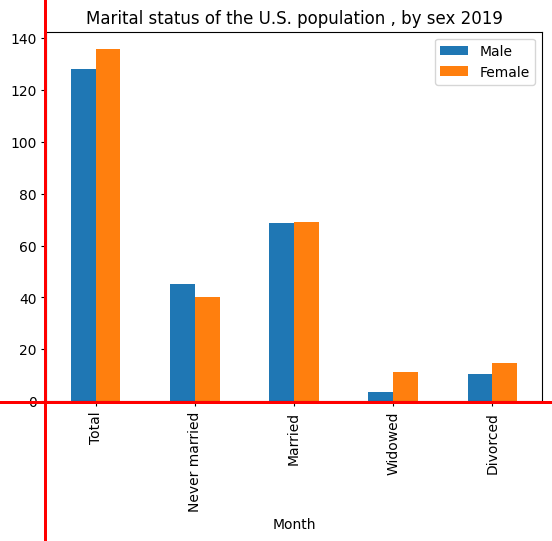 Marital status of the U.S. population , by sex 2019
Male
Female
140
120
100
80
60
40
20
0
Total
Never married
Married
Widowed
Divorced
Month